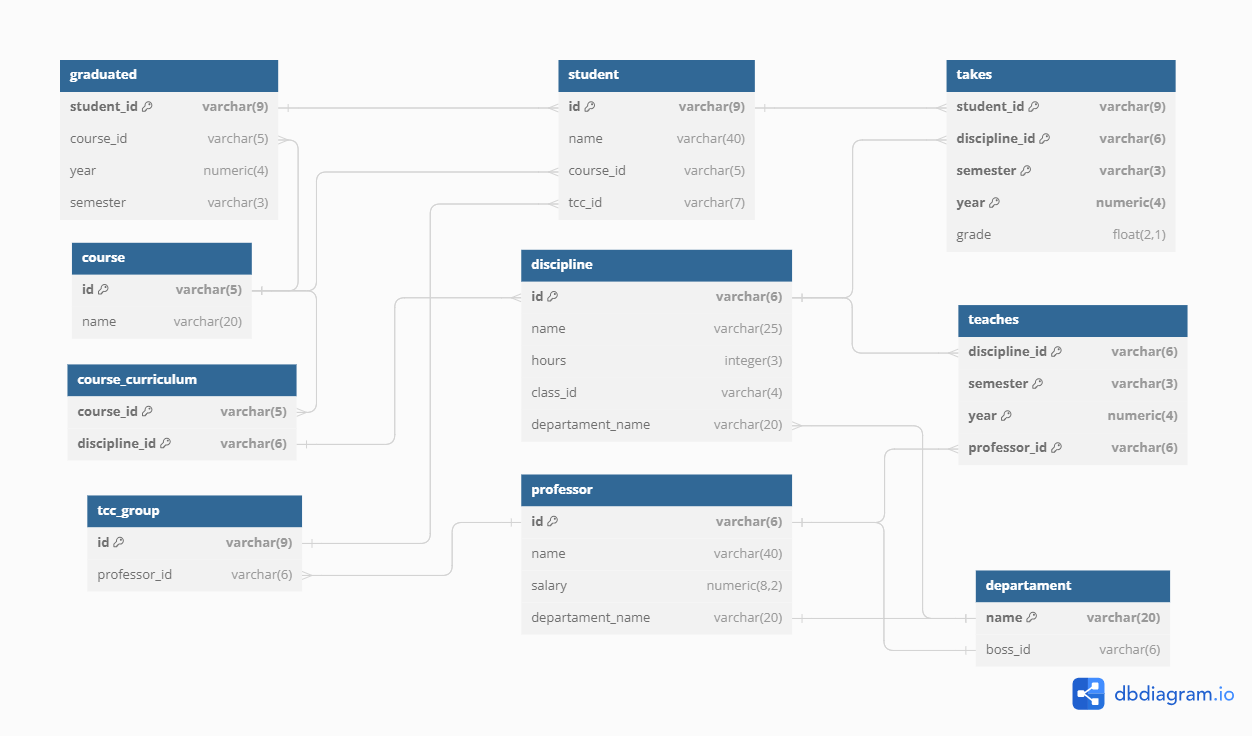 graduated
student_id varchar(9)
course_id varchar(5)
year numeric(4)
semester varchar(3)
student
id varchar(9)
name varchar(40)
course_id varchar(5)
tcc_id varchar(7)
takes
student_id varchar(9)
discipline_id varchar(6)
semester varchar(3)
year numeric(4)
grade float(2,1)
course
id varchar(5)
name varchar(20)
discipline
id varchar(6)
name varchar(25)
hours integer(3)
class_id varchar(4)
departament_name varchar(20)
teaches
discipline_id varchar(6)
semester varchar(3)
year numeric(4)
professor_id varchar(6)
course_curriculum
course_id varchar(5)
discipline_id varchar(6)
tcc_group
id varchar(9)
professor_id varchar(6)
professor
id varchar(6)
name varchar(40)
salary numeric(8,2)
departament_name varchar(20)
departament
name varchar(20)
boss_id varchar(6)
dbdiagram.io